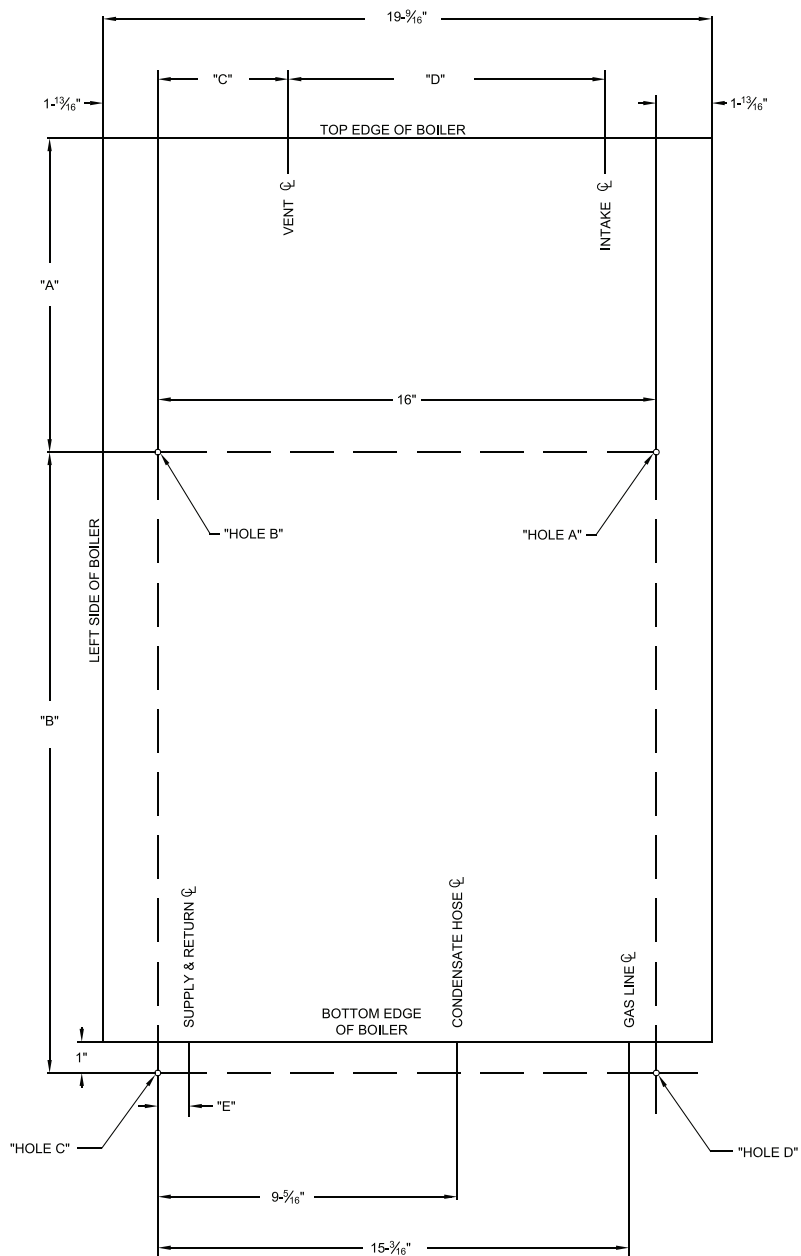 19-9⁄16"
"C"
"D"
1-13⁄16"
1-13⁄16"
TOP EDGE OF BOILER
VENT ℄
INTAKE ℄
"A"
16"
"HOLE B"
"HOLE A"
LEFT SIDE OF BOILER
"B"
SUPPLY & RETURN ℄
CONDENSATE HOSE ℄
GAS LINE ℄
BOTTOM EDGE
OF BOILER
1"
"E"
"HOLE C"
"HOLE D"
9-5⁄16"
15-3⁄16"